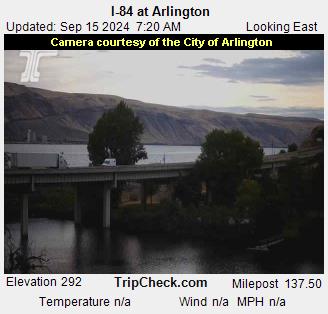 I-84 at Arlington
Updated: Sep 15 2024 7:20 AM Looking East
Camera courtesy of the City of Arlington
Elevation 292 TripCheck.com Milepost 137.50
Temperature n/a Wind n/a MPH n/a